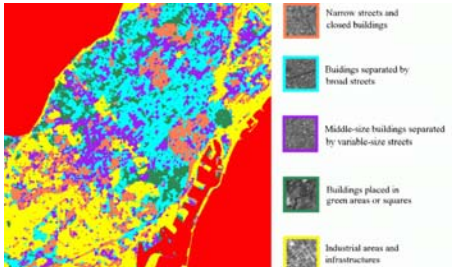 Narrow streets and
closed buildings
Buidings separated by
broad streets
Middle-size buildings separated
by variable-size streets
Buildings placed in
green areas or squares
Industrial areas and
infrastructures